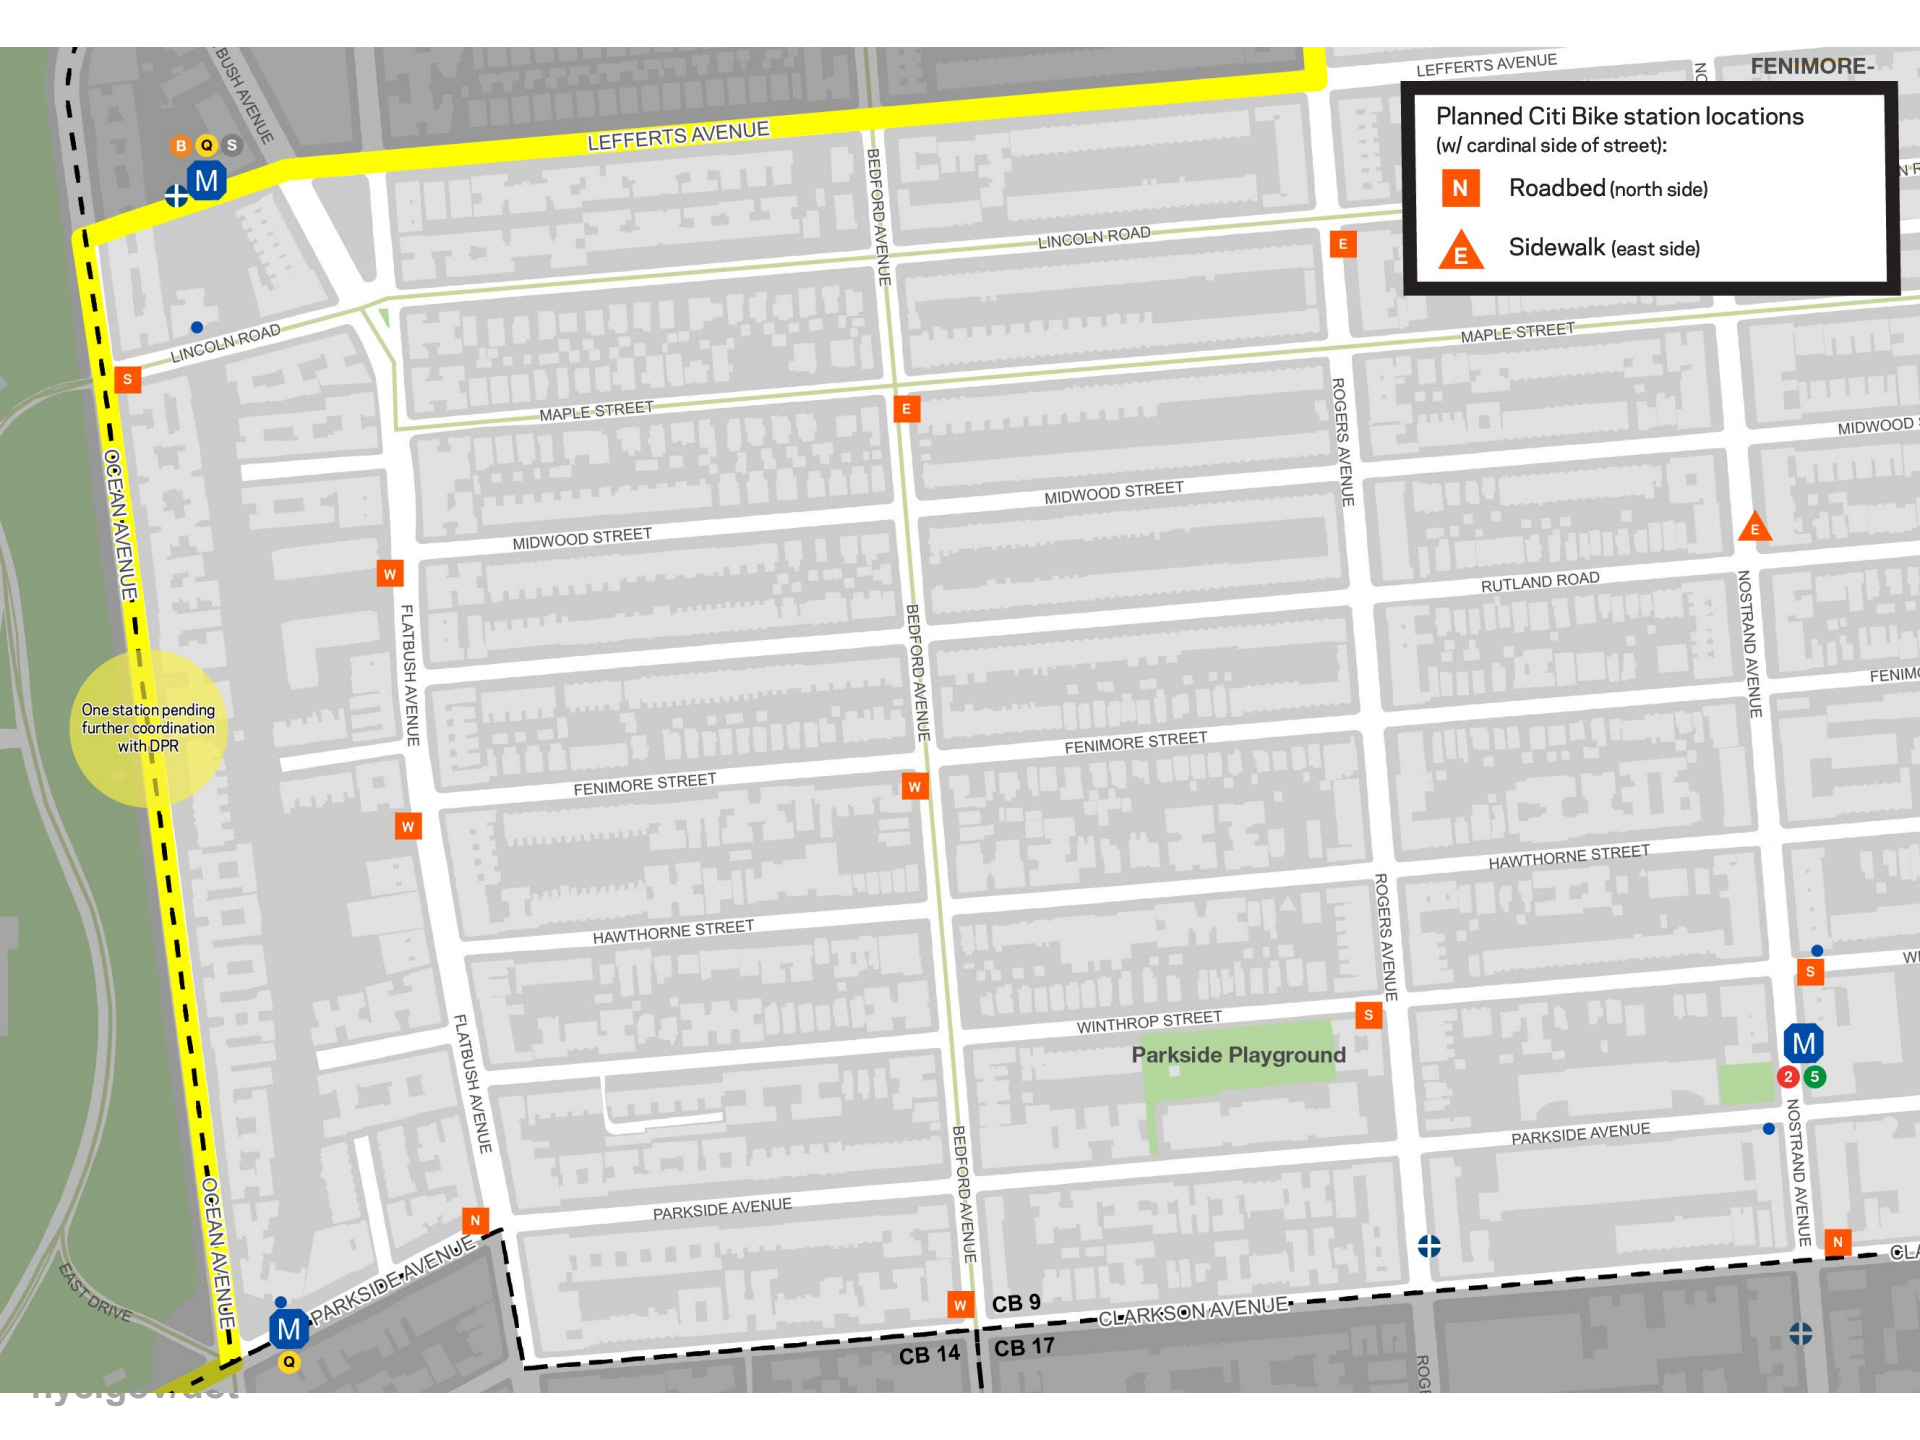 BUSH AVENUE
LEFFERTS AVENUE
FENIMORE-
Planned Citi Bike station locations
(w/ cardinal side of street):
N Roadbed (north side)
E Sidewalk (east side)
B Q S
M
LEFFERTS AVENUE
BEDFORD AVENUE
LINCOLN ROAD
E
LINCOLN ROAD
MAPLE STREET
S
MAPLE STREET
E
ROGERS AVENUE
MIDWOOD
OCEAN AVENUE
MIDWOOD STREET
MIDWOOD STREET
E
W
RUTLAND ROAD
FLATBUSH AVENUE
BEDFORD AVENUE
NOSTRAND AVENUE
One station pending
further coordination
with DPR
FENIMORE STREET
FENIMORE STREET
W
W
HAWTHORNE STREET
ROGERS AVENUE
HAWTHORNE STREET
S
WINTHROP STREET
S
Parkside Playground
M
2 5
FLATBUSH AVENUE
PARKSIDE AVENUE
NOSTRAND AVENUE
BEDFORD AVENUE
OCEAN AVENUE
PARKSIDE AVENUE
N
PARKSIDE AVENUE
N
EAST DRIVE
M
Q
W
CB 9
CLARKSON AVENUE
CB 14
CB 17